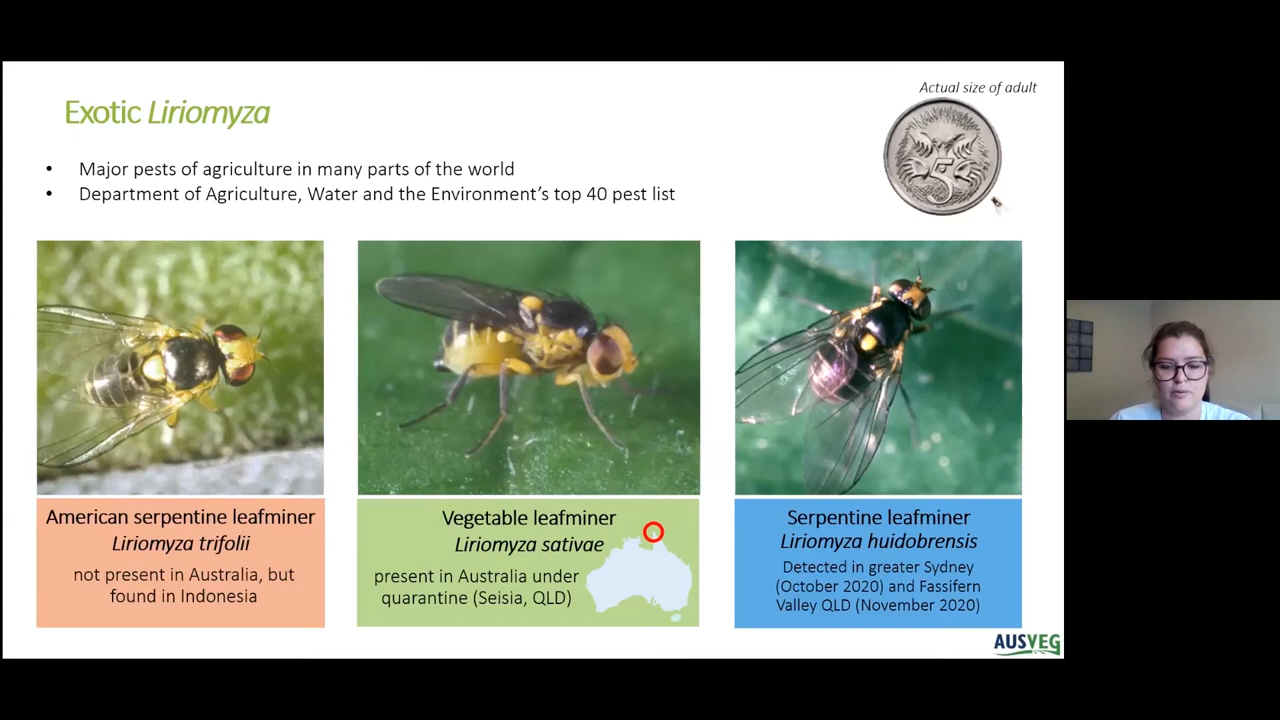 Actual size of adult
Exotic Liriomyza
5
• Major pests of agriculture in many parts of the world
• Department of Agriculture, Water and the Environment’s top 40 pest list
American serpentine leafminer
Liriomyza trifolii
not present in Australia, but
found in Indonesia
Vegetable leafminer
Liriomyza sativae
present in Australia under
quarantine (Seisia, QLD)
Serpentine leafminer
Liriomyza huidobrensis
Detected in greater Sydney
(October 2020) and Fassifern
Valley QLD (November 2020)
AUSVEG